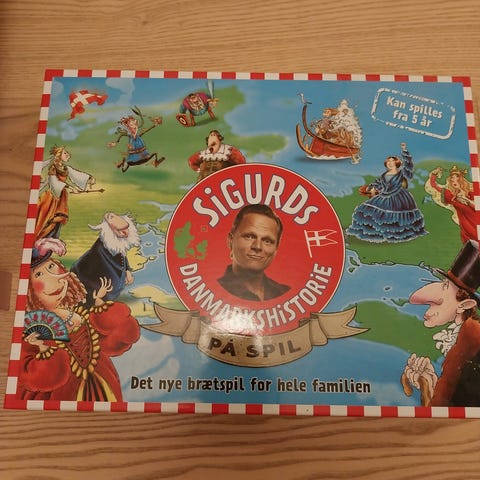 Kan spilles
fra 5 år
SiGURDS
DANMARKSHISTORiE
PÅ SPIL
Det nye brætspil for hele familien